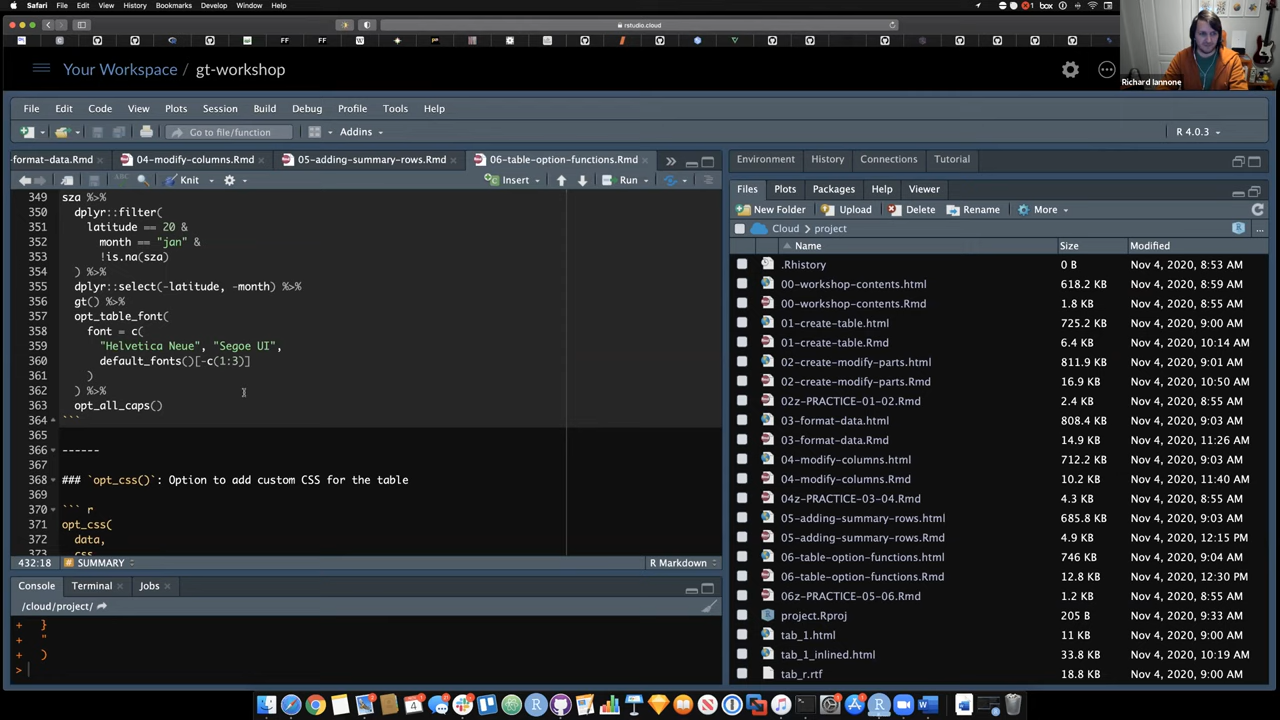 Safari File Edit View History Bookmarks Develop Window Help
box
rstudio.cloud
FF
FF
Richard Iannone
Your Workspace / gt-workshop
File Edit Code View Plots Session Build Debug Profile Tools Help
Go to file/function
Addins
R 4.0.3
-format-data.Rmd
04-modify-columns.Rmd
05-adding-summary-rows.Rmd
06-table-option-functions.Rmd
Knit
Insert
Run
349 sza %>%
350 dplyr::filter(
351 latitude == 20 &
352 month == "jan" &
353 !is.na(sza)
354 ) %>%
355 dplyr::select(-latitude, -month) %>%
356 gt() %>%
357 opt_table_font(
358 font = c(
359 "Helvetica Neue", "Segoe UI",
360 default_fonts()[-c(1:3)]
361 )
362 ) %>%
363 opt_all_caps()
364 ```
365
366 ------
367
368 ### `opt_css()`: Option to add custom CSS for the table
369
370 ``` r
371 opt_css(
372 data,
373 css
432:18
SUMMARY
R Markdown
Console Terminal Jobs
/cloud/project/
+ }
+ "
+ )
>
Environment History Connections Tutorial
Files Plots Packages Help Viewer
New Folder Upload Delete Rename More
Cloud project
Name Size Modified
.Rhistory 0 B Nov 4, 2020, 8:53 AM
00-workshop-contents.html 618.2 KB Nov 4, 2020, 8:59 AM
00-workshop-contents.Rmd 1.8 KB Nov 4, 2020, 8:55 AM
01-create-table.html 725.2 KB Nov 4, 2020, 9:00 AM
01-create-table.Rmd 6.4 KB Nov 4, 2020, 10:14 AM
02-create-modify-parts.html 811.9 KB Nov 4, 2020, 9:01 AM
02-create-modify-parts.Rmd 16.9 KB Nov 4, 2020, 10:50 AM
02z-PRACTICE-01-02.Rmd 2.4 KB Nov 4, 2020, 8:55 AM
03-format-data.html 808.4 KB Nov 4, 2020, 9:03 AM
03-format-data.Rmd 14.9 KB Nov 4, 2020, 11:26 AM
04-modify-columns.html 712.2 KB Nov 4, 2020, 9:03 AM
04-modify-columns.Rmd 10.2 KB Nov 4, 2020, 11:40 AM
04z-PRACTICE-03-04.Rmd 4.3 KB Nov 4, 2020, 8:55 AM
05-adding-summary-rows.html 685.8 KB Nov 4, 2020, 9:03 AM
05-adding-summary-rows.Rmd 4.9 KB Nov 4, 2020, 12:15 PM
06-table-option-functions.html 746 KB Nov 4, 2020, 9:04 AM
06-table-option-functions.Rmd 12.8 KB Nov 4, 2020, 12:30 PM
06z-PRACTICE-05-06.Rmd 1.2 KB Nov 4, 2020, 8:55 AM
project.Rproj 205 B Nov 4, 2020, 9:33 AM
tab_1.html 11 KB Nov 4, 2020, 9:00 AM
tab_1_inlined.html 33.8 KB Nov 4, 2020, 10:19 AM
tab_r.rtf 18.8 KB Nov 4, 2020, 9:00 AM